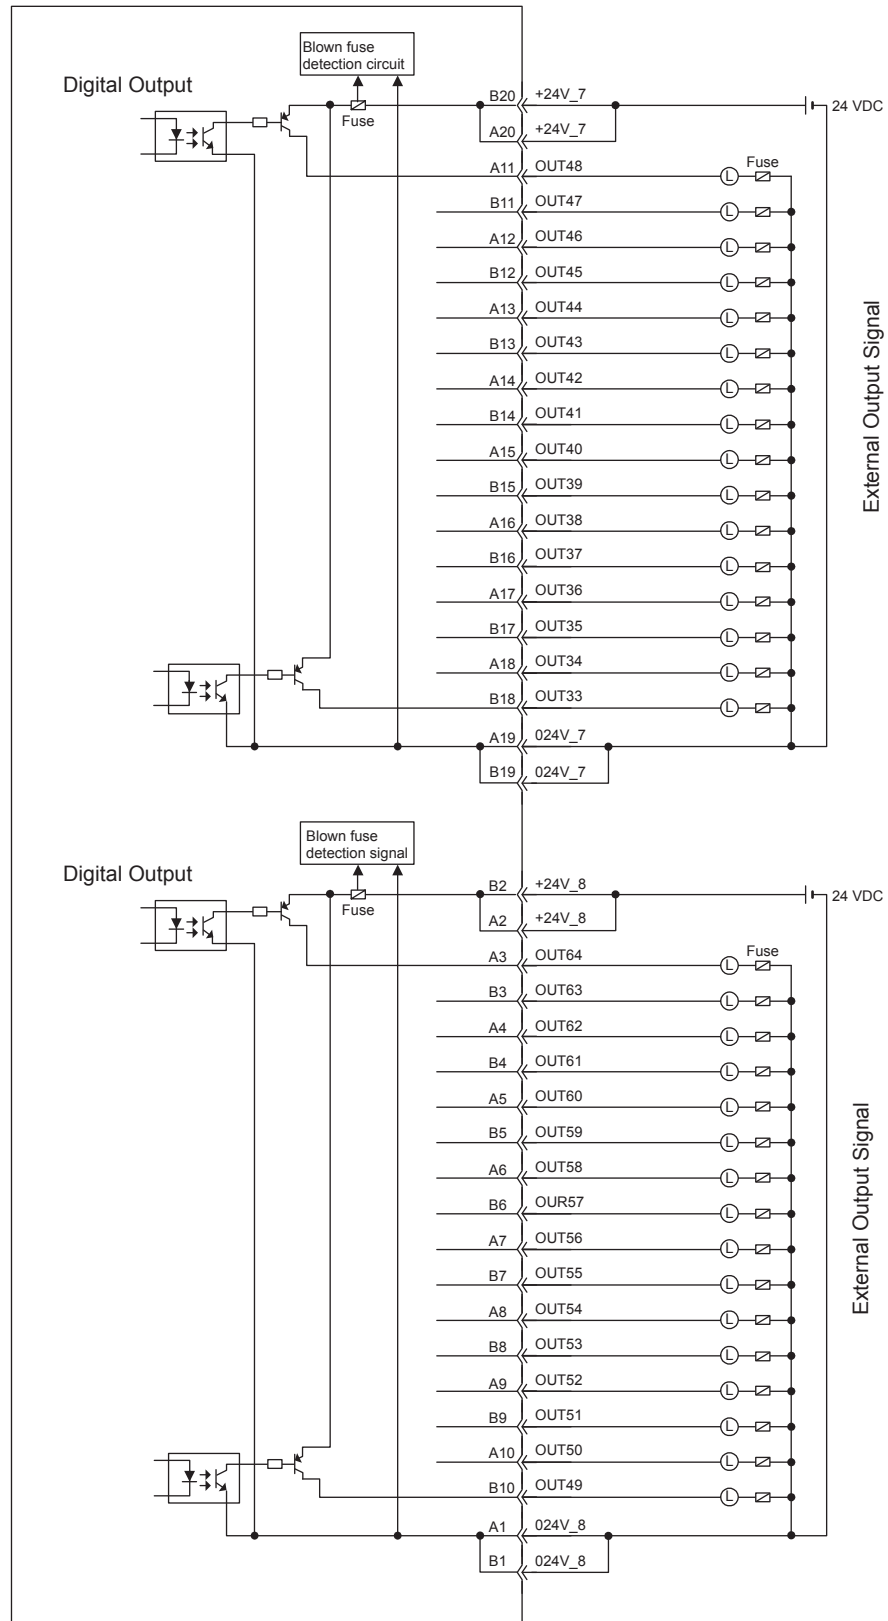 Blown fuse
detection circuit
Digital Output
Fuse
B20 +24V_7
24 VDC
A20 +24V_7
A11 OUT48
Fuse
L
B11 OUT47
L
A12 OUT46
L
B12 OUT45
L
A13 OUT44
L
B13 OUT43
L
A14 OUT42
L
B14 OUT41
L
A15 OUT40
L
B15 OUT39
L
A16 OUT38
L
B16 OUT37
L
A17 OUT36
L
B17 OUT35
L
A18 OUT34
L
B18 OUT33
L
A19 024V_7
B19 024V_7
External Output Signal
Blown fuse
detection signal
Digital Output
Fuse
B2 +24V_8
24 VDC
A2 +24V_8
A3 OUT64
Fuse
L
B3 OUT63
L
A4 OUT62
L
B4 OUT61
L
A5 OUT60
L
B5 OUT59
L
A6 OUT58
L
B6 OUR57
L
A7 OUT56
L
B7 OUT55
L
A8 OUT54
L
B8 OUT53
L
A9 OUT52
L
B9 OUT51
L
A10 OUT50
L
B10 OUT49
L
A1 024V_8
B1 024V_8
External Output Signal